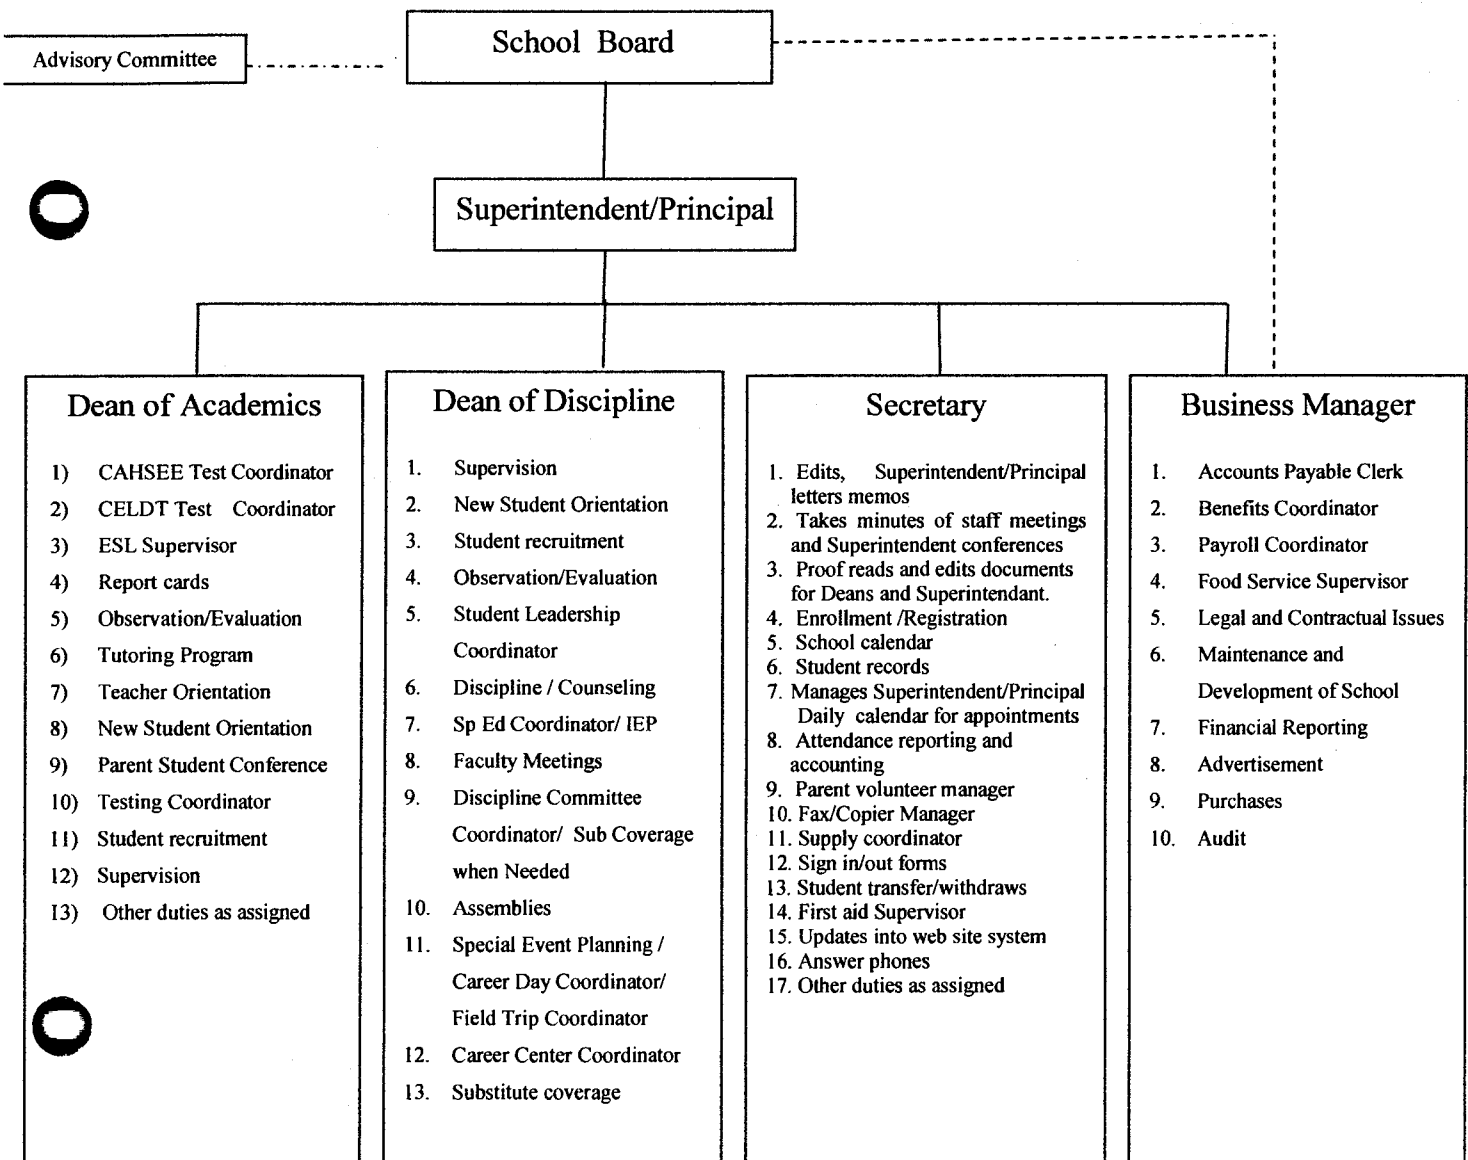 School Board
Advisory Committee
Superintendent/Principal
Dean of Academics
1) CAHSEE Test Coordinator
2) CELDT Test Coordinator
3) ESL Supervisor
4) Report cards
5) Observation/Evaluation
6) Tutoring Program
7) Teacher Orientation
8) New Student Orientation
9) Parent Student Conference
10) Testing Coordinator
11) Student recruitment
12) Supervision
13) Other duties as assigned
Dean of Discipline
1. Supervision
2. New Student Orientation
3. Student recruitment
4. Observation/Evaluation
5. Student Leadership
Coordinator
6. Discipline / Counseling
7. Sp Ed Coordinator/ IEP
8. Faculty Meetings
9. Discipline Committee
Coordinator/ Sub Coverage
when Needed
10. Assemblies
11. Special Event Planning /
Career Day Coordinator/
Field Trip Coordinator
12. Career Center Coordinator
13. Substitute coverage
Secretary
1. Edits, Superintendent/Principal
letters memos
2. Takes minutes of staff meetings
and Superintendent conferences
3. Proof reads and edits documents
for Deans and Superintendant.
4. Enrollment /Registration
5. School calendar
6. Student records
7. Manages Superintendent/Principal
Daily calendar for appointments
8. Attendance reporting and
accounting
9. Parent volunteer manager
10. Fax/Copier Manager
11. Supply coordinator
12. Sign in/out forms
13. Student transfer/withdraws
14. First aid Supervisor
15. Updates into web site system
16. Answer phones
17. Other duties as assigned
Business Manager
1. Accounts Payable Clerk
2. Benefits Coordinator
3. Payroll Coordinator
4. Food Service Supervisor
5. Legal and Contractual Issues
6. Maintenance and
Development of School
7. Financial Reporting
8. Advertisement
9. Purchases
10. Audit